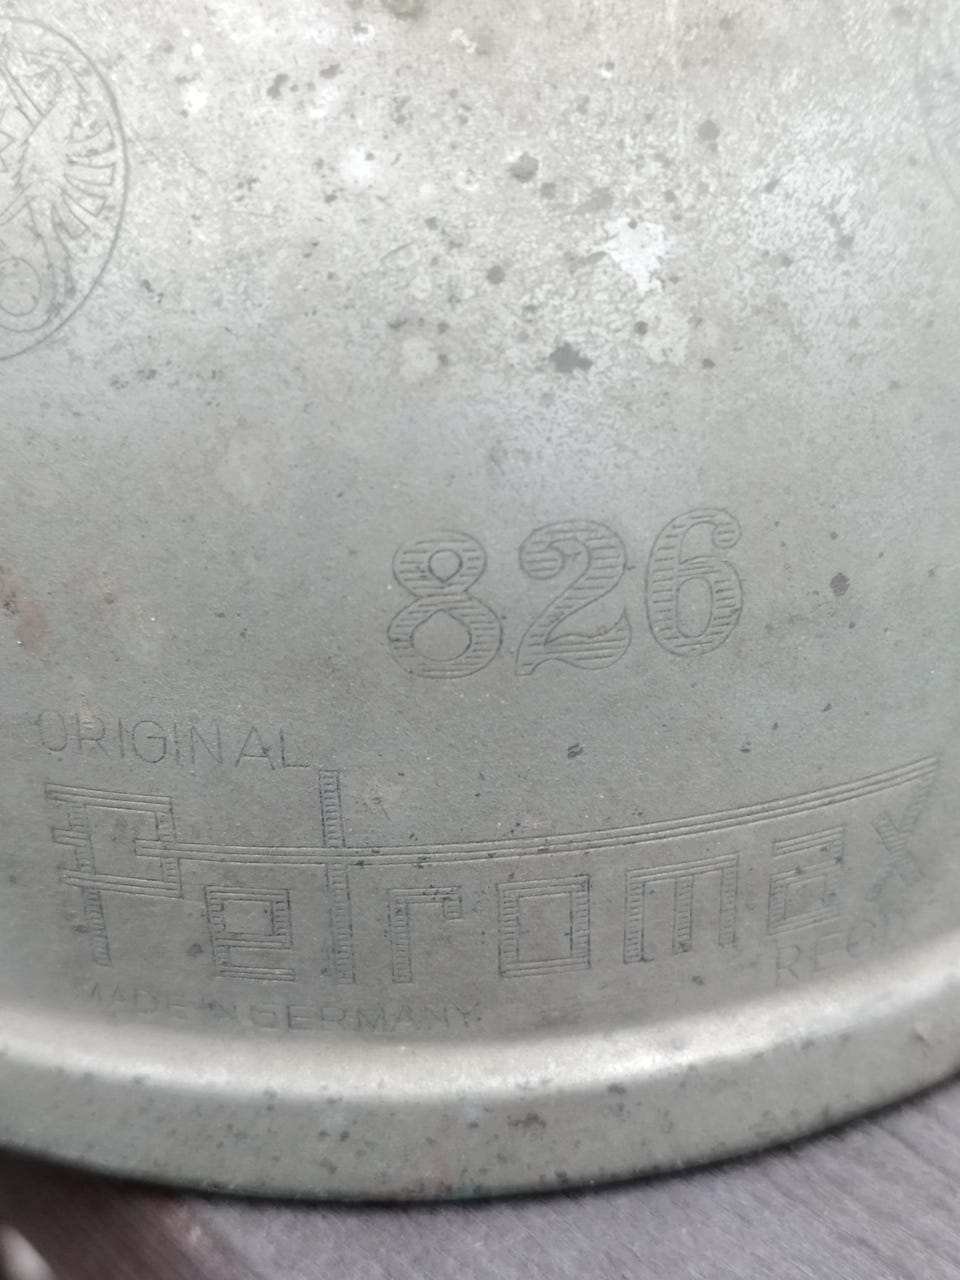 826
ORIGINAL
Petromax
REG'D
MADE IN GERMANY